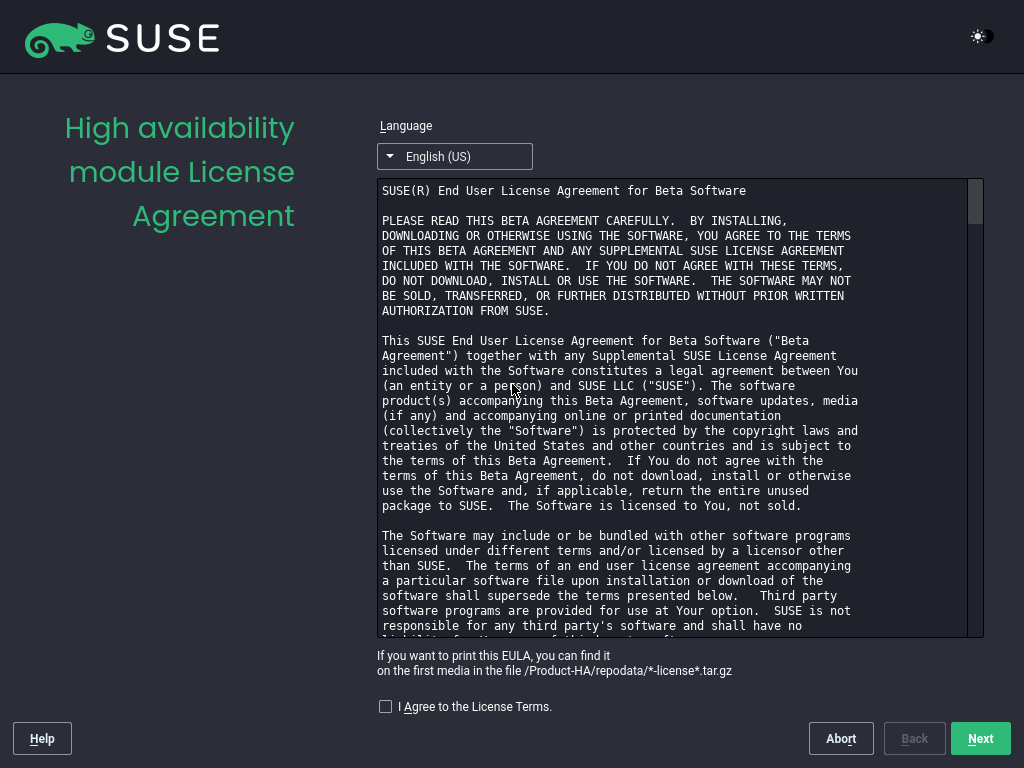 SUSE
High availability
module License
Agreement
Language
English (US)
SUSE(R) End User License Agreement for Beta Software
PLEASE READ THIS BETA AGREEMENT CAREFULLY.  BY INSTALLING,
DOWNLOADING OR OTHERWISE USING THE SOFTWARE, YOU AGREE TO THE TERMS
OF THIS BETA AGREEMENT AND ANY SUPPLEMENTAL SUSE LICENSE AGREEMENT
INCLUDED WITH THE SOFTWARE.  IF YOU DO NOT AGREE WITH THESE TERMS,
DO NOT DOWNLOAD, INSTALL OR USE THE SOFTWARE.  THE SOFTWARE MAY NOT
BE SOLD, TRANSFERRED, OR FURTHER DISTRIBUTED WITHOUT PRIOR WRITTEN
AUTHORIZATION FROM SUSE.
This SUSE End User License Agreement for Beta Software ("Beta
Agreement") together with any Supplemental SUSE License Agreement
included with the Software constitutes a legal agreement between You
(an entity or a person) and SUSE LLC ("SUSE"). The software
product(s) accompanying this Beta Agreement, software updates, media
(if any) and accompanying online or printed documentation
(collectively the "Software") is protected by the copyright laws and
treaties of the United States and other countries and is subject to
the terms of this Beta Agreement.  If You do not agree with the
terms of this Beta Agreement, do not download, install or otherwise
use the Software and, if applicable, return the entire unused
package to SUSE.  The Software is licensed to You, not sold.
The Software may include or be bundled with other software programs
licensed under different terms and/or licensed by a licensor other
than SUSE.  The terms of an end user license agreement accompanying
a particular software file upon installation or download of the
software shall supersede the terms presented below.   Third party
software programs are provided for use at Your option.  SUSE is not
responsible for any third party's software and shall have no
If you want to print this EULA, you can find it
on the first media in the file /Product-HA/repodata/*-license*.tar.gz
I Agree to the License Terms.
Help
Abort
Back
Next